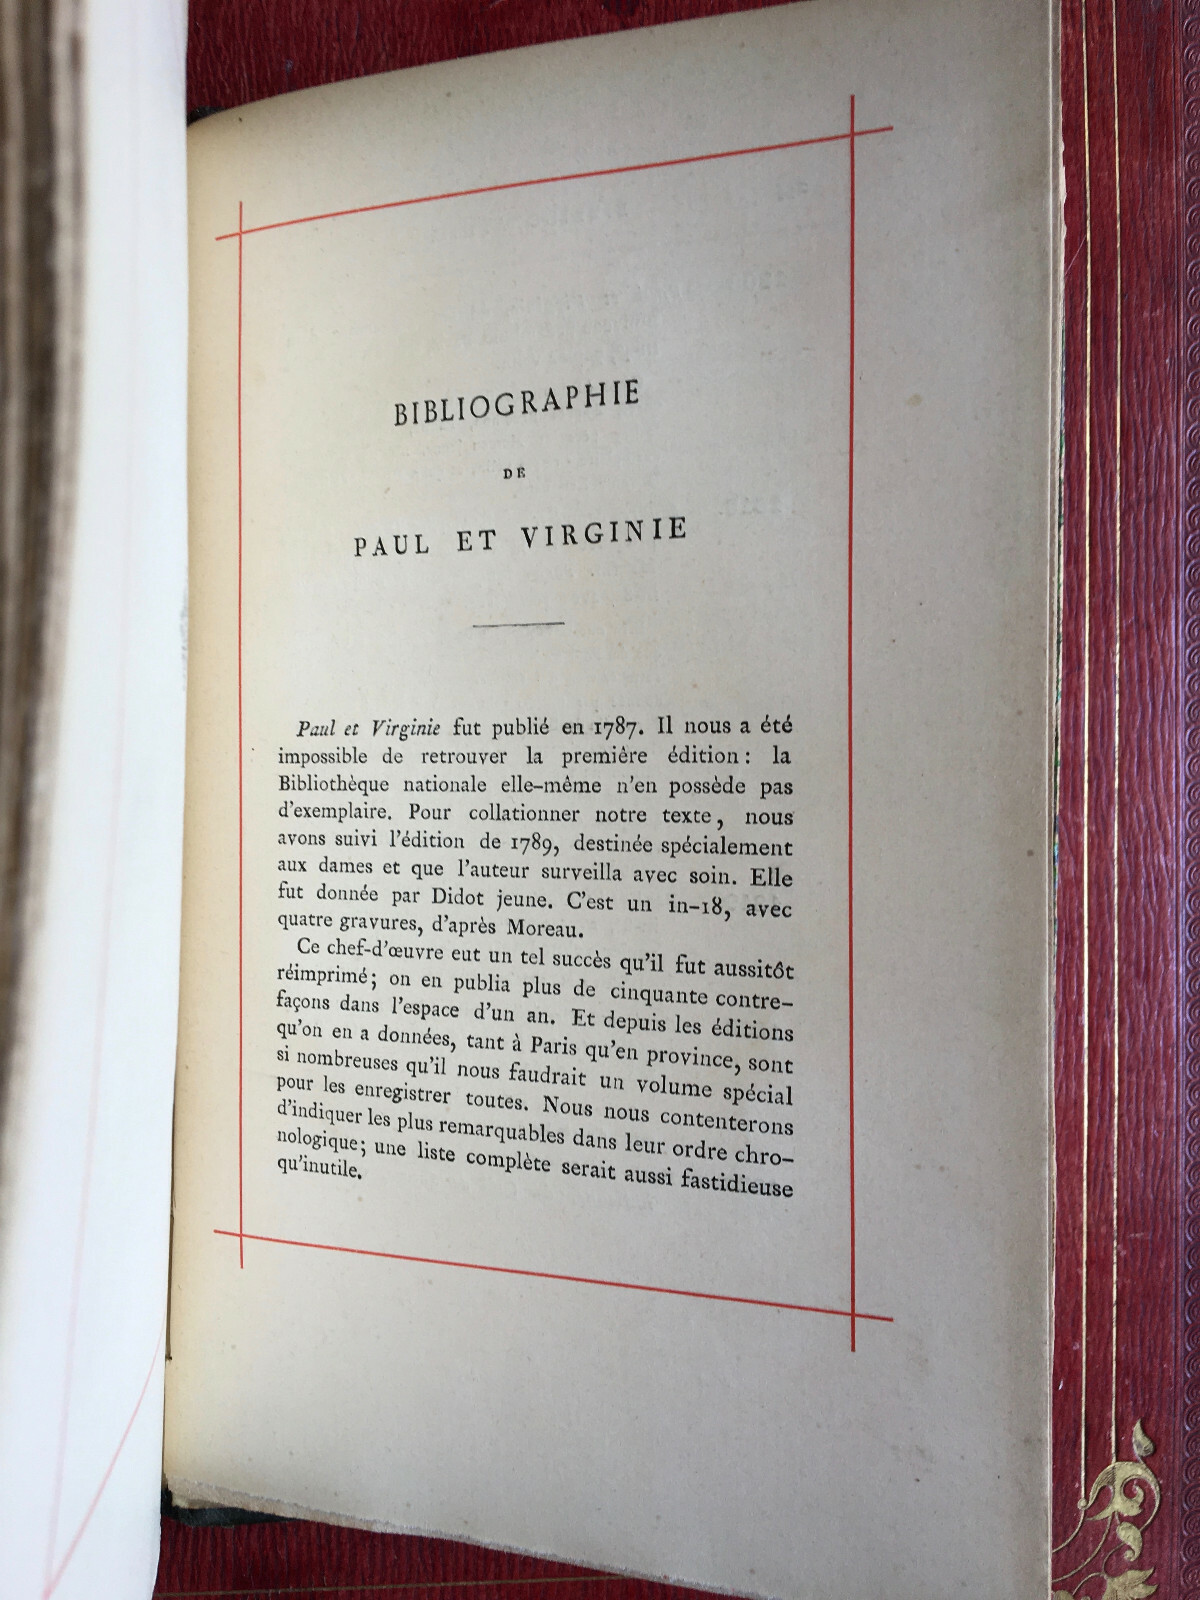 BIBLIOGRAPHIE
DE
PAUL ET VIRGINIE
Paul et Virginie fut publié en 1787. Il nous a été
impossible de retrouver la première édition : la
Bibliothèque nationale elle-même n'en possède pas
d'exemplaire. Pour collationner notre texte, nous
avons suivi l'édition de 1789, destinée spécialement
aux dames et que l'auteur surveilla avec soin. Elle
fut donnée par Didot jeune. C'est un in-18, avec
quatre gravures, d'après Moreau.
Ce chef-d'œuvre eut un tel succès qu'il fut aussitôt
réimprimé; on en publia plus de cinquante contre-
façons dans l'espace d'un an. Et depuis les éditions
qu'on en a données, tant à Paris qu'en province, sont
si nombreuses qu'il nous faudrait un volume spécial
pour les enregistrer toutes. Nous nous contenterons
d'indiquer les plus remarquables dans leur ordre chro-
nologique; une liste complète serait aussi fastidieuse
qu'inutile.